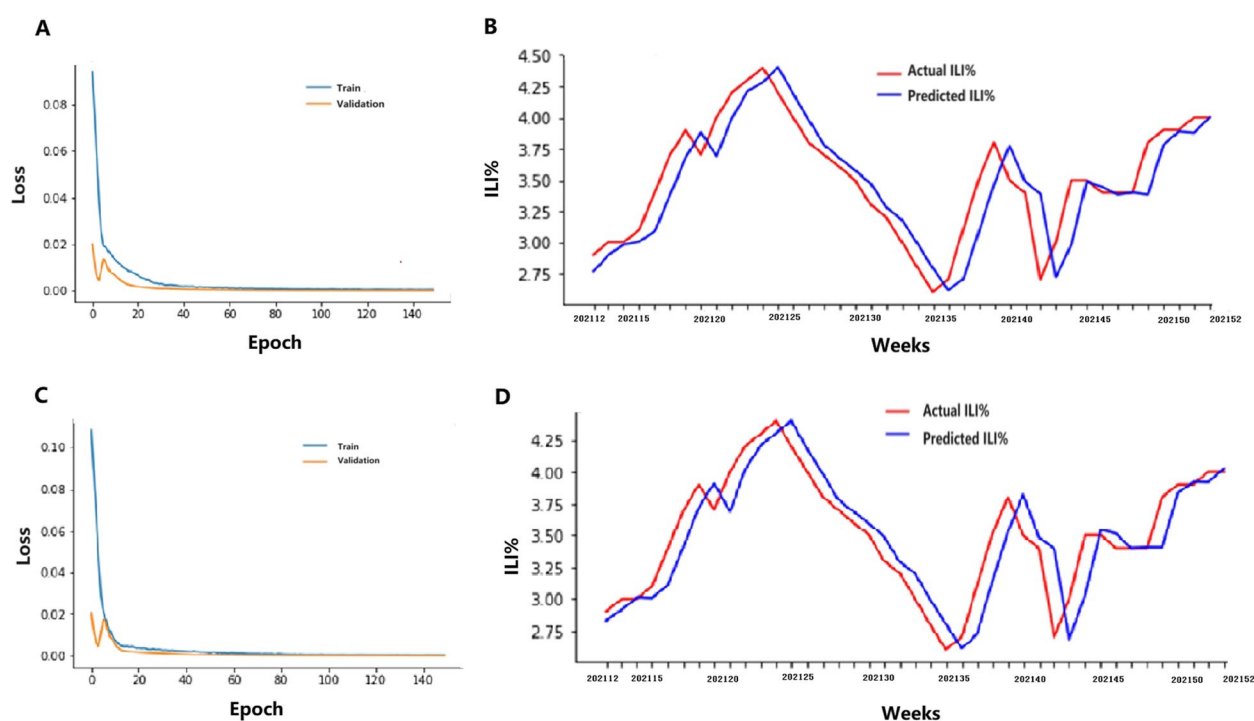 A
Train
Validation
0.08
0.06
0.04
0.02
0.00
Loss
0 20 40 60 80 100 120 140
Epoch
B
Actual ILI%
Predicted ILI%
4.50
4.25
4.00
3.75
3.50
3.25
3.00
2.75
ILI%
202112 202115 202120 202125 202130 202135 202140 202145 202150 202152
Weeks
C
Train
Validation
0.10
0.08
0.06
0.04
0.02
0.00
Loss
0 20 40 60 80 100 120 140
Epoch
D
Actual ILI%
Predicted ILI%
4.25
4.00
3.75
3.50
3.25
3.00
2.75
ILI%
202112 202115 202120 202125 202130 202135 202140 202145 202150 202152
Weeks